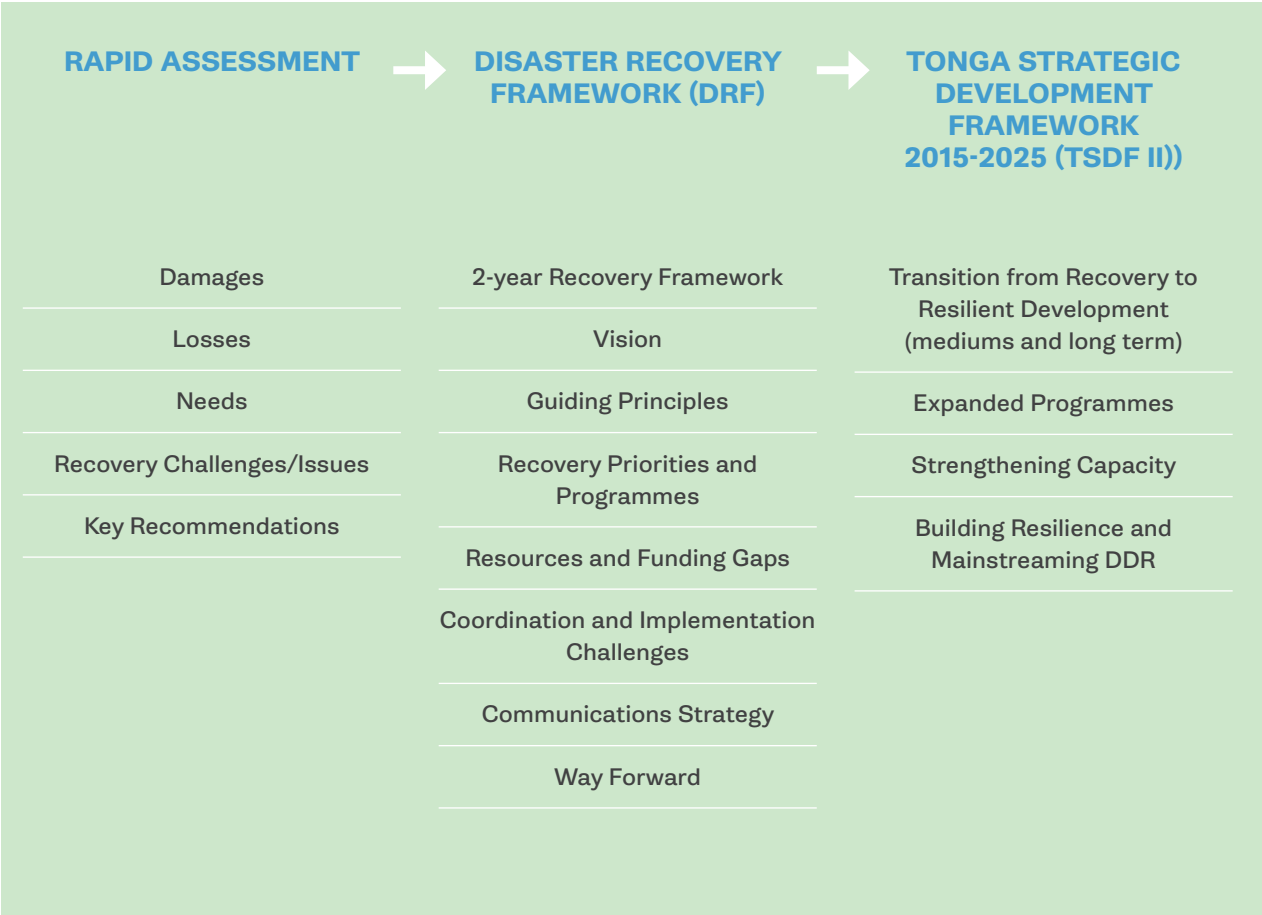 RAPID ASSESSMENT
DISASTER RECOVERY
FRAMEWORK (DRF)
TONGA STRATEGIC
DEVELOPMENT
FRAMEWORK
2015-2025 (TSDF II))
Damages
Losses
Needs
Recovery Challenges/Issues
Key Recommendations
2-year Recovery Framework
Vision
Guiding Principles
Recovery Priorities and
Programmes
Resources and Funding Gaps
Coordination and Implementation
Challenges
Communications Strategy
Way Forward
Transition from Recovery to
Resilient Development
(mediums and long term)
Expanded Programmes
Strengthening Capacity
Building Resilience and
Mainstreaming DDR